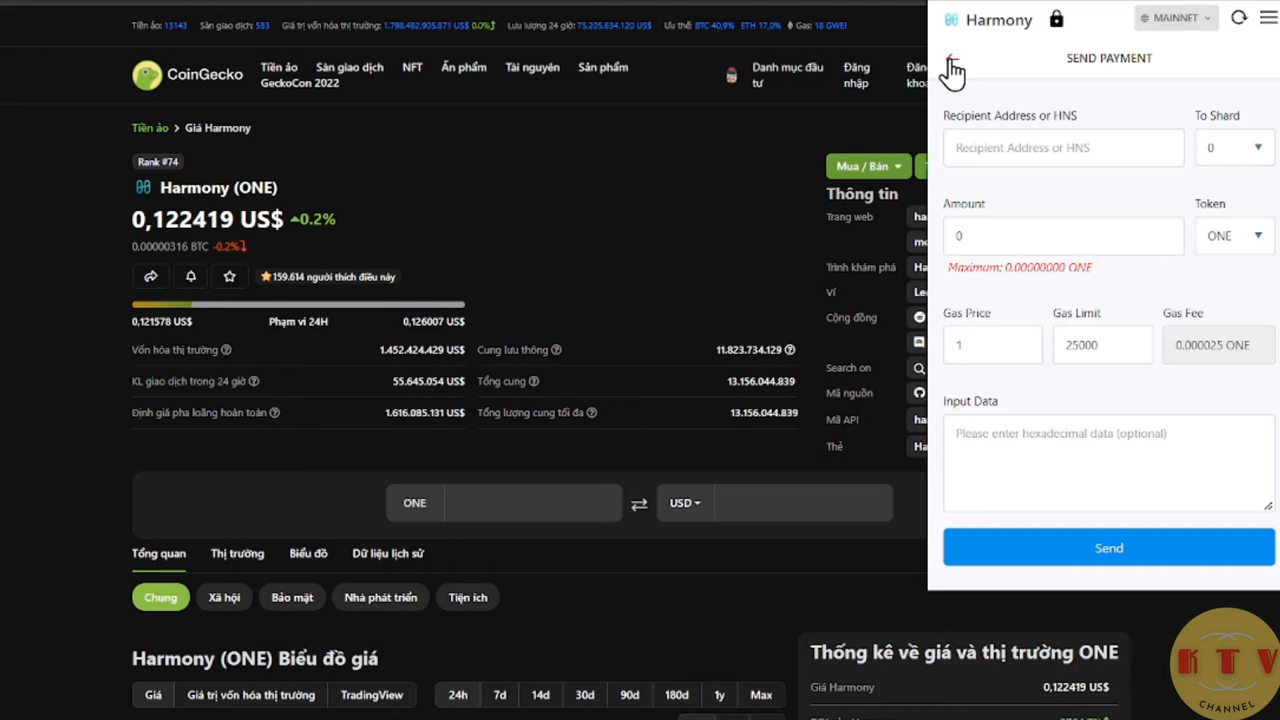 Tiền ảo: 13143 Sàn giao dịch: 583 Giá trị vốn hóa thị trường: 1.798.482.905.871 US$ 0.0% Lưu lượng 24 giờ: 75.205.634.120 US$ Ưu thế: BTC 40,9% ETH 17,0% Gas: 18 GWEI
CoinGecko
Tiền ảo Sàn giao dịch NFT Ấn phẩm Tài nguyên Sản phẩm
GeckoCon 2022
Danh mục đầu tư
Đăng nhập
Tiền ảo > Giá Harmony
Rank #74
Harmony (ONE)
0,122419 US$ 0.2%
0.00000316 BTC -0.2%
159.614 người thích điều này
0,121578 US$ Phạm vi 24H 0,126007 US$
Vốn hóa thị trường 1.452.424.429 US$ Cung lưu thông 11.823.734.129
KL giao dịch trong 24 giờ 55.645.054 US$ Tổng cung 13.156.044.839
Định giá pha loãng hoàn toàn 1.616.085.131 US$ Tổng lượng cung tối đa 13.156.044.839
Mua / Bán
Thông tin
Trang web
Trình khám phá
Ví
Cộng đồng
Search on
Mã nguồn
Mã API
Thẻ
ONE USD
Tổng quan Thị trường Biểu đồ Dữ liệu lịch sử
Chung Xã hội Bảo mật Nhà phát triển Tiện ích
Harmony (ONE) Biểu đồ giá
Giá Giá trị vốn hóa thị trường TradingView 24h 7d 14d 30d 90d 180d 1y Max
Thống kê về giá và thị trường ONE
Giá Harmony 0,122419 US$
Harmony MAINNET
SEND PAYMENT
Recipient Address or HNS To Shard
Recipient Address or HNS 0
Amount Token
0 ONE
Maximum: 0.00000000 ONE
Gas Price Gas Limit Gas Fee
1 25000 0.000025 ONE
Input Data
Please enter hexadecimal data (optional)
Send
KTV
CHANNEL